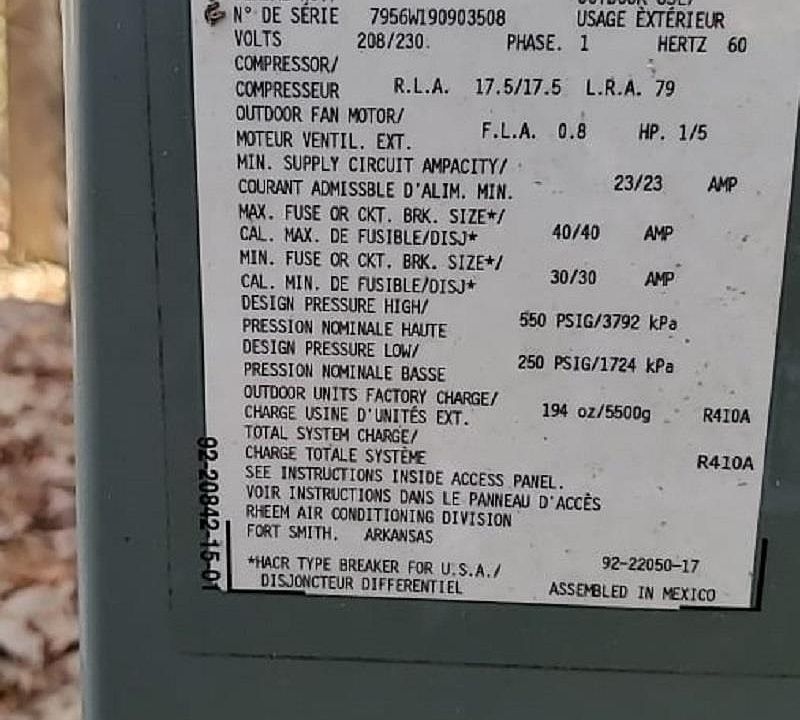 N° DE SÉRIE 7956W190903508 USAGE EXTÉRIEUR
VOLTS 208/230. PHASE. 1 HERTZ 60
COMPRESSOR/
COMPRESSEUR R.L.A. 17.5/17.5 L.R.A. 79
OUTDOOR FAN MOTOR/
MOTEUR VENTIL. EXT. F.L.A. 0.8 HP. 1/5
MIN. SUPPLY CIRCUIT AMPACITY/
COURANT ADMISSBLE D'ALIM. MIN. 23/23 AMP
MAX. FUSE OR CKT. BRK. SIZE*/
CAL. MAX. DE FUSIBLE/DISJ* 40/40 AMP
MIN. FUSE OR CKT. BRK. SIZE*/
CAL. MIN. DE FUSIBLE/DISJ* 30/30 AMP
DESIGN PRESSURE HIGH/
PRESSION NOMINALE HAUTE 550 PSIG/3792 kPa
DESIGN PRESSURE LOW/
PRESSION NOMINALE BASSE 250 PSIG/1724 kPa
OUTDOOR UNITS FACTORY CHARGE/
CHARGE USINE D'UNITÉS EXT. 194 oz/5500g R410A
TOTAL SYSTEM CHARGE/
CHARGE TOTALE SYSTÈME R410A
SEE INSTRUCTIONS INSIDE ACCESS PANEL.
VOIR INSTRUCTIONS DANS LE PANNEAU D'ACCÈS
RHEEM AIR CONDITIONING DIVISION
FORT SMITH. ARKANSAS
*HACR TYPE BREAKER FOR U.S.A./ 92-22050-17
DISJONCTEUR DIFFERENTIEL ASSEMBLED IN MEXICO
92-20842-15-01